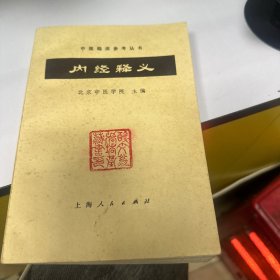 中医临床参考丛书
内经释义
北京中医学院 主编
上海人民出版社